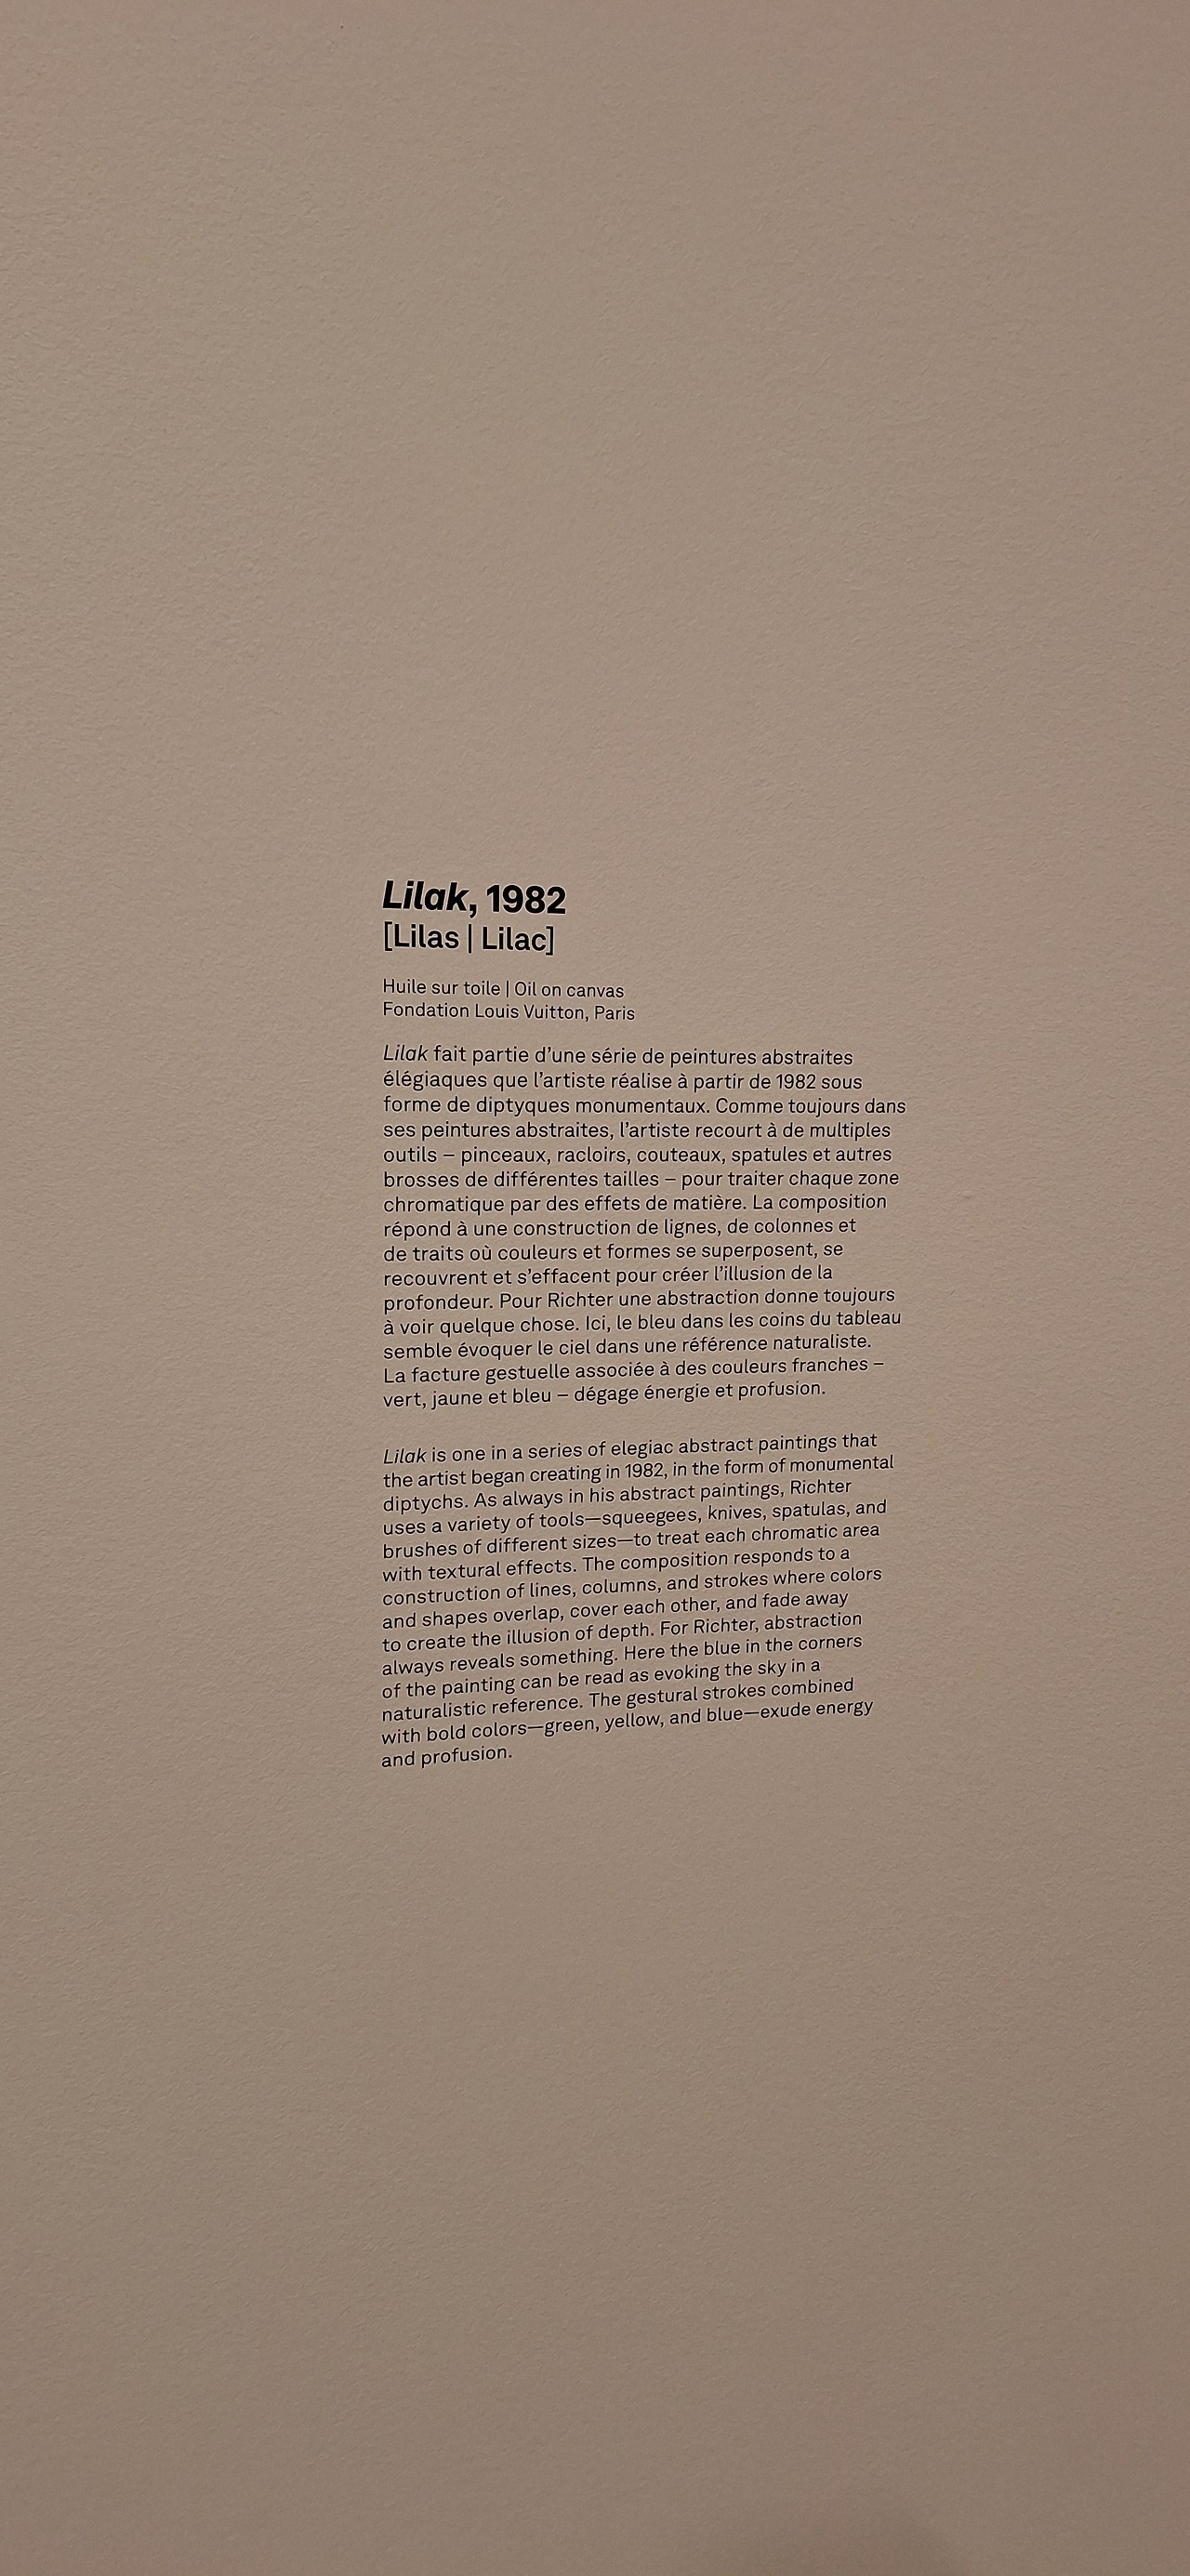 Lilak, 1982
[Lilas | Lilac]
Huile sur toile | Oil on canvas
Fondation Louis Vuitton, Paris
Lilak fait partie d’une série de peintures abstraites
élégiaques que l’artiste réalise à partir de 1982 sous
forme de diptyques monumentaux. Comme toujours dans
ses peintures abstraites, l’artiste recourt à de multiples
outils – pinceaux, racloirs, couteaux, spatules et autres
brosses de différentes tailles – pour traiter chaque zone
chromatique par des effets de matière. La composition
répond à une construction de lignes, de colonnes et
de traits où couleurs et formes se superposent, se
recouvrent et s’effacent pour créer l’illusion de la
profondeur. Pour Richter une abstraction donne toujours
à voir quelque chose. Ici, le bleu dans les coins du tableau
semble évoquer le ciel dans une référence naturaliste.
La facture gestuelle associée à des couleurs franches –
vert, jaune et bleu – dégage énergie et profusion.
Lilak is one in a series of elegiac abstract paintings that
the artist began creating in 1982, in the form of monumental
diptychs. As always in his abstract paintings, Richter
uses a variety of tools—squeegees, knives, spatulas, and
brushes of different sizes—to treat each chromatic area
with textural effects. The composition responds to a
construction of lines, columns, and strokes where colors
and shapes overlap, cover each other, and fade away
to create the illusion of depth. For Richter, abstraction
always reveals something. Here the blue in the corners
of the painting can be read as evoking the sky in a
naturalistic reference. The gestural strokes combined
with bold colors—green, yellow, and blue—exude energy
and profusion.